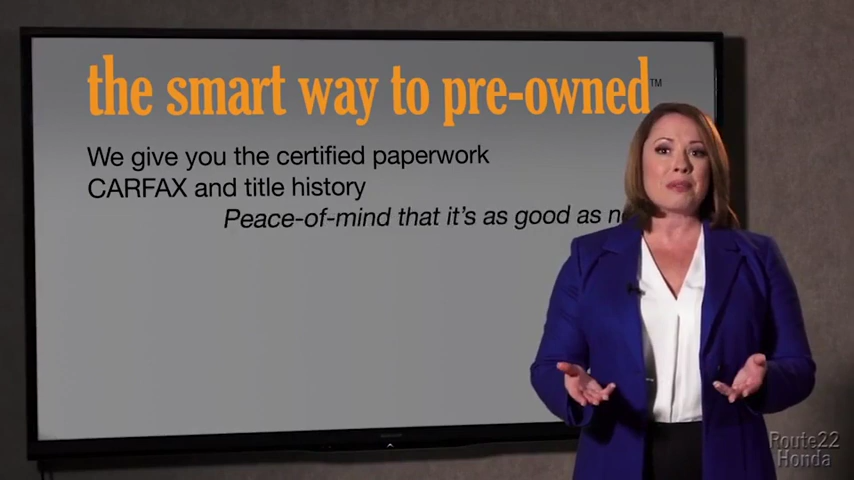 the smart way to pre-owned™
We give you the certified paperwork
CARFAX and title history
Peace-of-mind that it's as good as
Route22
Honda